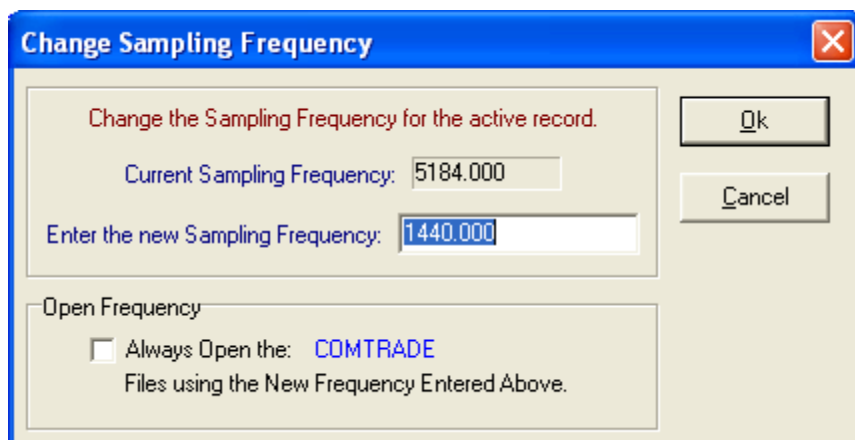 Change Sampling Frequency
Change the Sampling Frequency for the active record.
Current Sampling Frequency: 5184.000
Enter the new Sampling Frequency: 1440.000
Ok
Cancel
Open Frequency
Always Open the: COMTRADE
Files using the New Frequency Entered Above.